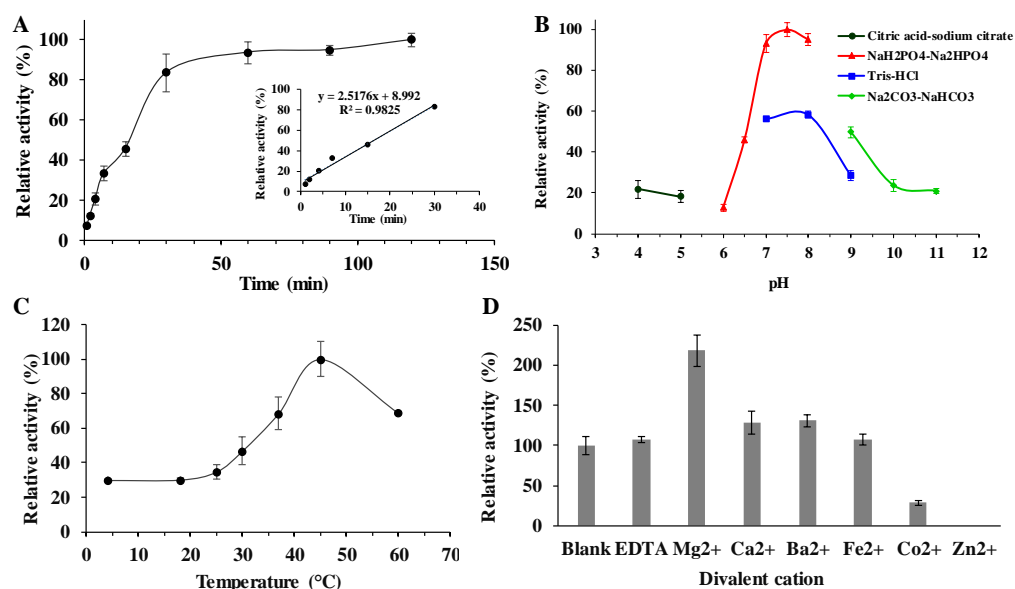 A
Relative activity (%)
120
100
80
60
40
20
0
0 50 100 150
Time (min)
Relative activity (%)
100
80
60
40
20
0
y = 2.5176x + 8.992
R² = 0.9825
0 10 20 30 40
Time (min)
B
Relative activity (%)
100
80
60
40
20
0
3 4 5 6 7 8 9 10 11 12
pH
Citric acid-sodium citrate
NaH2PO4-Na2HPO4
Tris-HCl
Na2CO3-NaHCO3
C
Relative activity (%)
120
100
80
60
40
20
0
0 10 20 30 40 50 60 70
Temperature (°C)
D
Relative activity (%)
250
200
150
100
50
0
Blank EDTA Mg2+ Ca2+ Ba2+ Fe2+ Co2+ Zn2+
Divalent cation